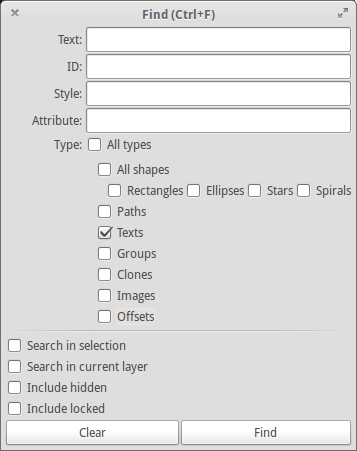 Find (Ctrl+F)
Text:
ID:
Style:
Attribute:
Type: All types
All shapes
Rectangles Ellipses Stars Spirals
Paths
Texts
Groups
Clones
Images
Offsets
Search in selection
Search in current layer
Include hidden
Include locked
Clear Find